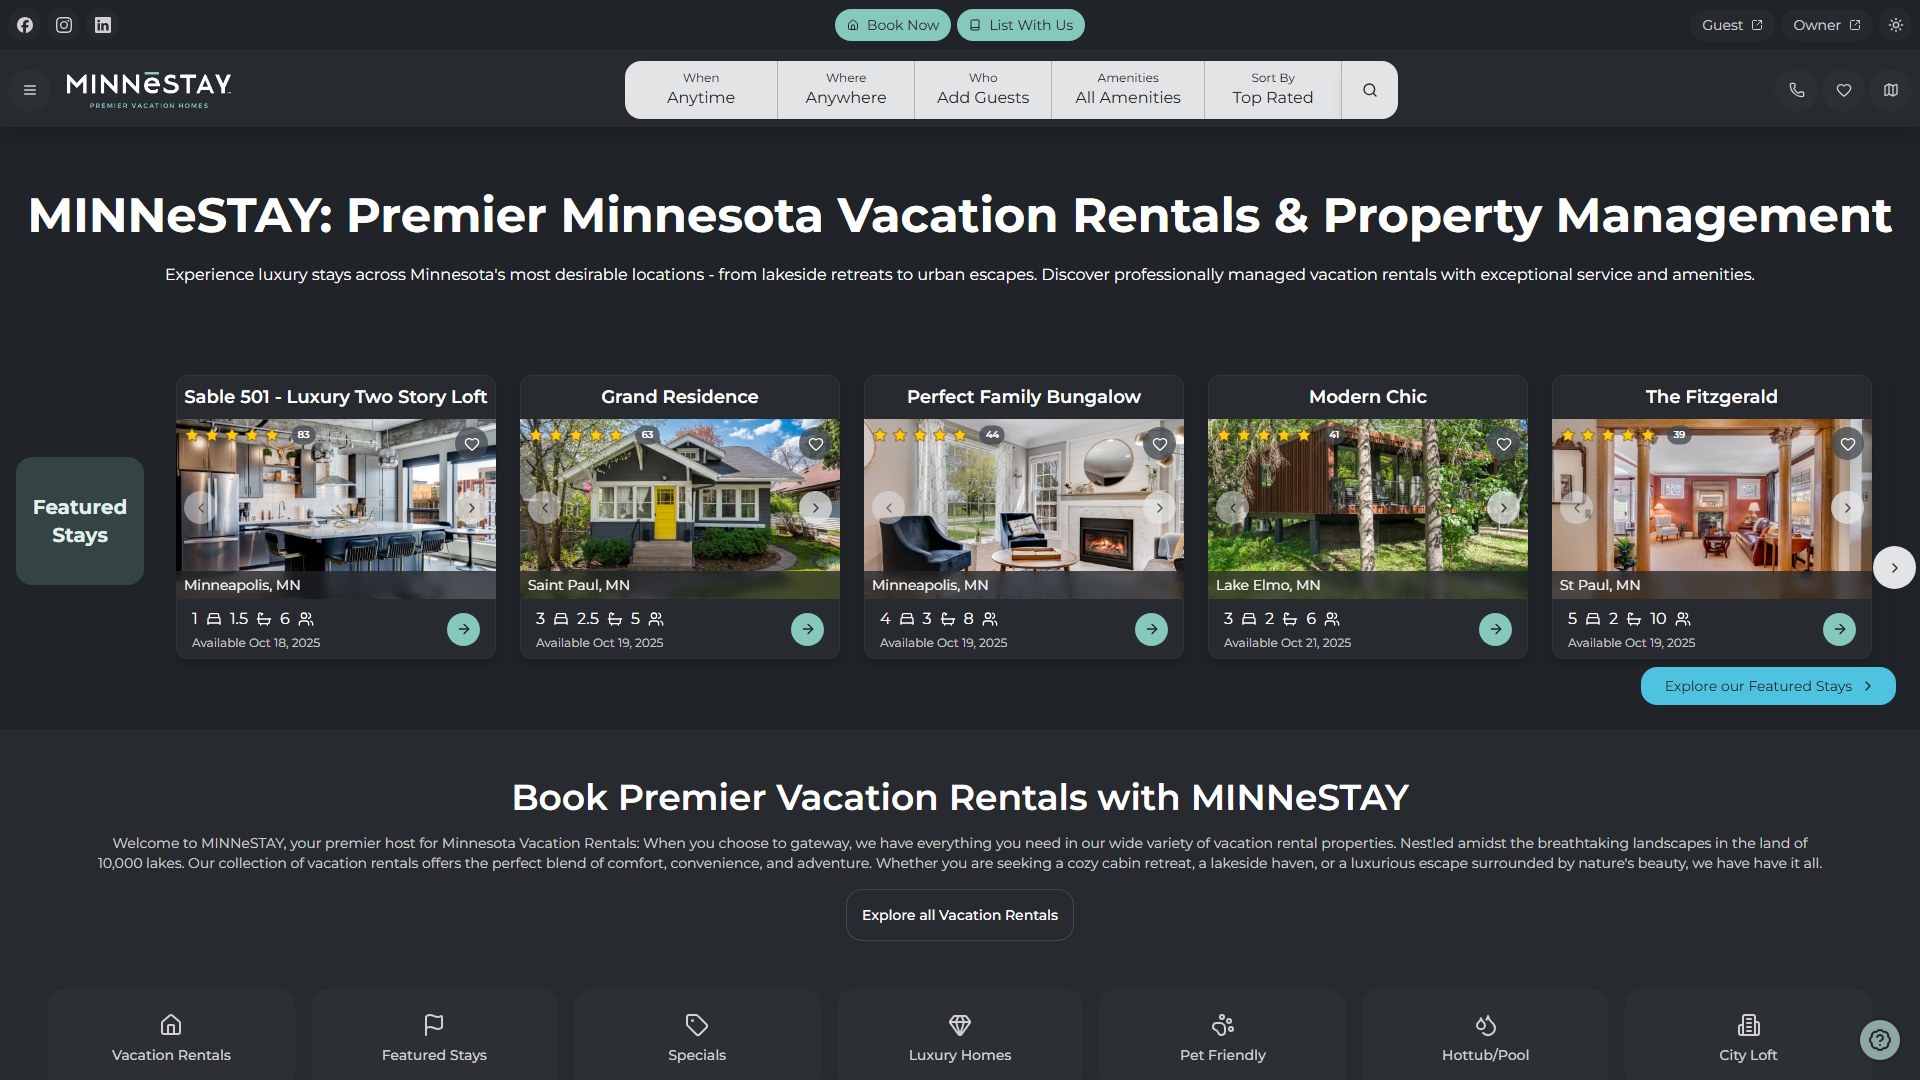 Book Now
List With Us
Guest
Owner
MINNēSTAY
PREMIER VACATION HOMES
When
Anytime
Where
Anywhere
Who
Add Guests
Amenities
All Amenities
Sort By
Top Rated
MINNeSTAY: Premier Minnesota Vacation Rentals & Property Management
Experience luxury stays across Minnesota's most desirable locations - from lakeside retreats to urban escapes. Discover professionally managed vacation rentals with exceptional service and amenities.
Featured
Stays
Sable 501 - Luxury Two Story Loft
83
Minneapolis, MN
1 1.5 6
Available Oct 18, 2025
Grand Residence
63
Saint Paul, MN
3 2.5 5
Available Oct 19, 2025
Perfect Family Bungalow
44
Minneapolis, MN
4 3 8
Available Oct 19, 2025
Modern Chic
41
Lake Elmo, MN
3 2 6
Available Oct 21, 2025
The Fitzgerald
39
St Paul, MN
5 2 10
Available Oct 19, 2025
Explore our Featured Stays
Book Premier Vacation Rentals with MINNeSTAY
Welcome to MINNeSTAY, your premier host for Minnesota Vacation Rentals: When you choose to gateway, we have everything you need in our wide variety of vacation rental properties. Nestled amidst the breathtaking landscapes in the land of
10,000 lakes. Our collection of vacation rentals offers the perfect blend of comfort, convenience, and adventure. Whether you are seeking a cozy cabin retreat, a lakeside haven, or a luxurious escape surrounded by nature's beauty, we have have it all.
Explore all Vacation Rentals
Vacation Rentals
Featured Stays
Specials
Luxury Homes
Pet Friendly
Hottub/Pool
City Loft